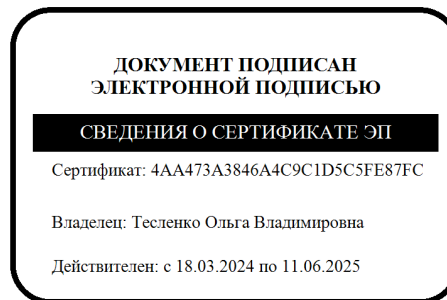 ДОКУМЕНТ ПОДПИСАН
ЭЛЕКТРОННОЙ ПОДПИСЬЮ
СВЕДЕНИЯ О СЕРТИФИКАТЕ ЭП
Сертификат: 4AA473A3846A4C9C1D5C5FE87FC
Владелец: Тесленко Ольга Владимировна
Действителен: с 18.03.2024 по 11.06.2025